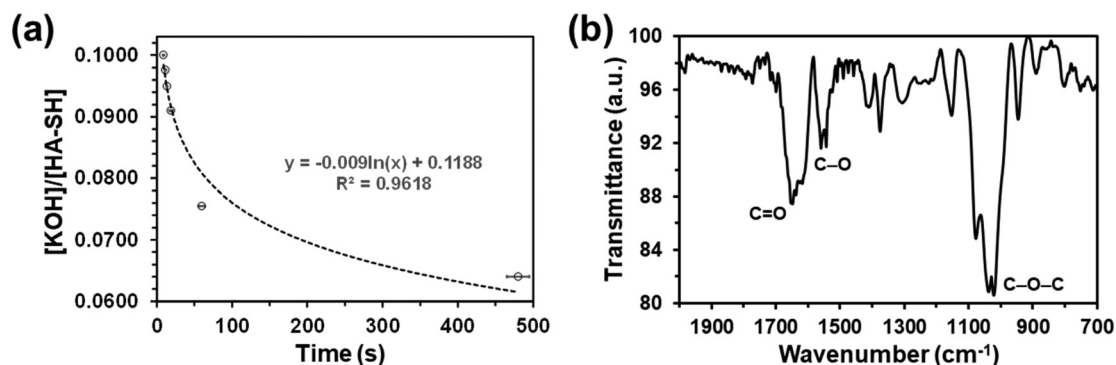 (a)
0.1000
0.0900
0.0800
0.0700
0.0600
[KOH]/[HA-SH]
y = -0.009ln(x) + 0.1188
R² = 0.9618
0 100 200 300 400 500
Time (s)
(b)
100
96
92
88
84
80
Transmittance (a.u.)
C=O
C–O
C–O–C
1900 1700 1500 1300 1100 900 700
Wavenumber (cm⁻¹)